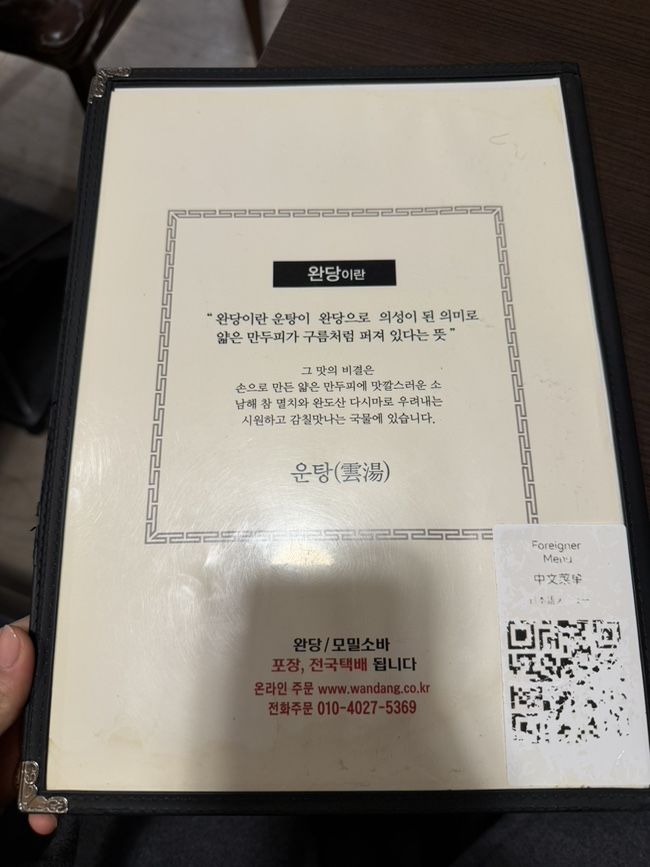 완당이란
“ 완당이란 운탕이 완당으로 의성이 된 의미로
얇은 만두피가 구름처럼 퍼져 있다는 뜻 ”
그 맛의 비결은
손으로 만든 얇은 만두피에 맛깔스러운 소
남해 참 멸치와 완도산 다시마로 우려내는
시원하고 감칠맛나는 국물에 있습니다.
운탕(雲湯)
Foreigner
Menu
中文菜单
완당/모밀소바
포장, 전국택배 됩니다
온라인 주문 www.wandang.co.kr
전화주문 010-4027-5369